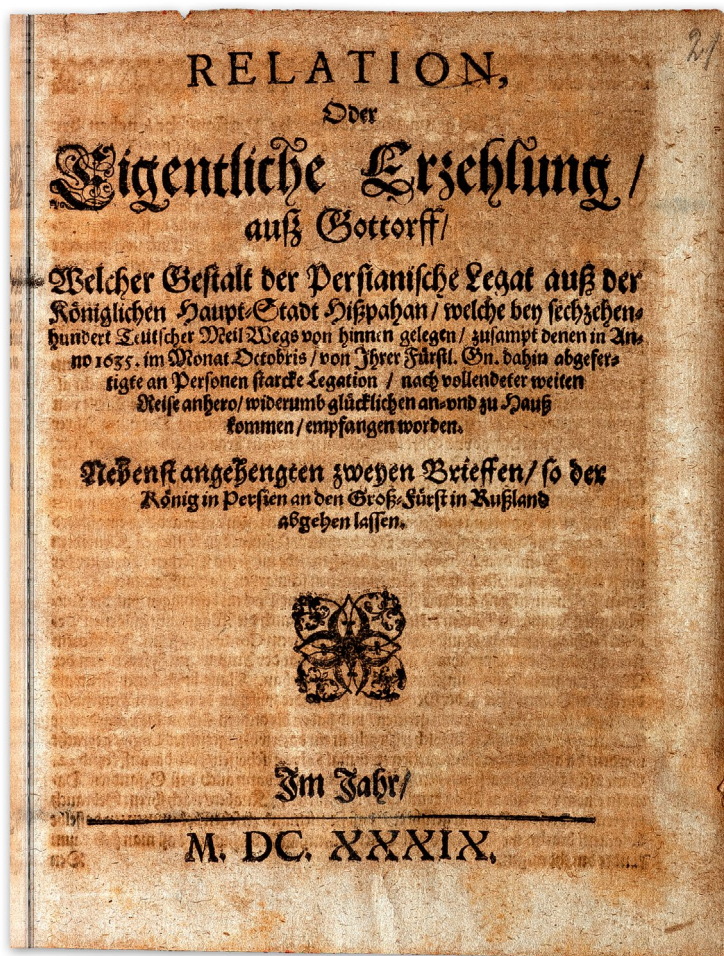 RELATION,
Oder
Eigentliche Erzehlung /
auß Gottorff /
Welcher Gestalt der Persianische Legat auß der
Königlichen Haupt-Stadt Hißpahan / welche bey sechzehen-
hundert Teutscher Meil Wegs von hinnen gelegen / zusampt denen in An-
no 1635. im Monat Octobris / von Ihrer Fürstl. Gn. dahin abgefer-
tigte an Personen starcke Legation / nach vollendeter weiten
Reise anhero / widerumb glücklichen an-vnd zu Hauß
kommen / empfangen worden.
Nebenst angehengten zweyen Brieffen / so der
König in Persien an den Groß-Fürst in Rußland
abgehen lassen.
Im Jahr /
M. DC. XXXIX.